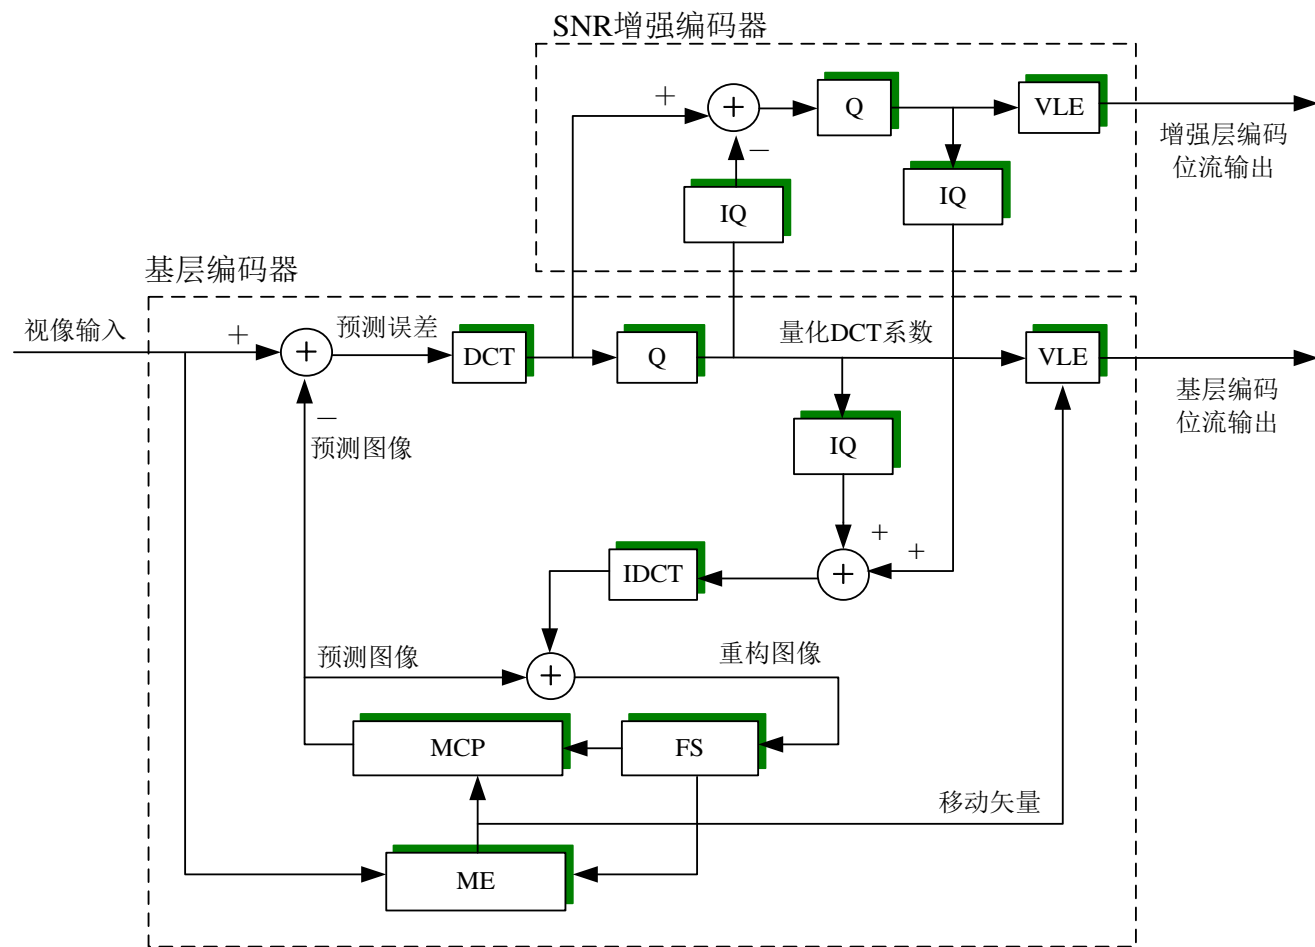 SNR增强编码器
+
+
Q
VLE
增强层编码
位流输出
−
IQ
IQ
基层编码器
视像输入
+
+
预测误差
DCT
Q
量化DCT系数
VLE
基层编码
位流输出
−
预测图像
IQ
+
+
IDCT
+
预测图像
+
重构图像
MCP
FS
移动矢量
ME